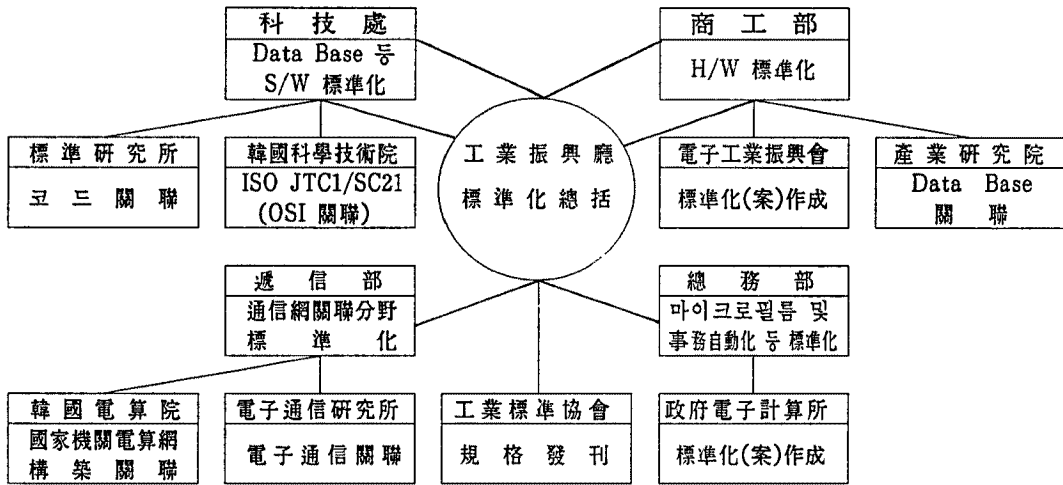 科技處
Data Base 등
S/W 標準化
商工部
H/W 標準化
工業振興廳
標準化總括
標準研究所
코드關聯
韓國科學技術院
ISO JTC1/SC21
(OSI 關聯)
電子工業振興會
標準化(案)作成
產業研究院
Data Base
關聯
遞信部
通信網關聯分野
標準化
總務部
마이크로필름 및
事務自動化 등 標準化
韓國電算院
國家機關電算網
構築關聯
電子通信研究所
電子通信關聯
工業標準協會
規格發刊
政府電子計算所
標準化(案)作成